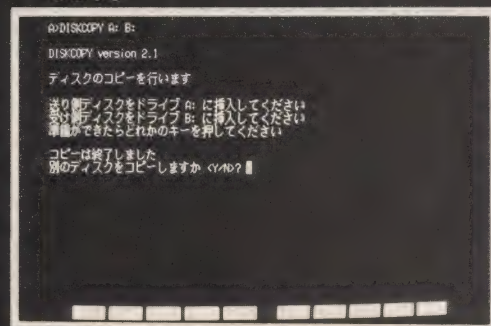 A>DISKCOPY A: B:
DISKCOPY version 2.1
ディスクのコピーを行います
送り側ディスクをドライブ A: に挿入してください
受け側ディスクをドライブ B: に挿入してください
準備ができたらどれかのキーを押してください
コピーは終了しました
別のディスクをコピーしますか <Y/N>?